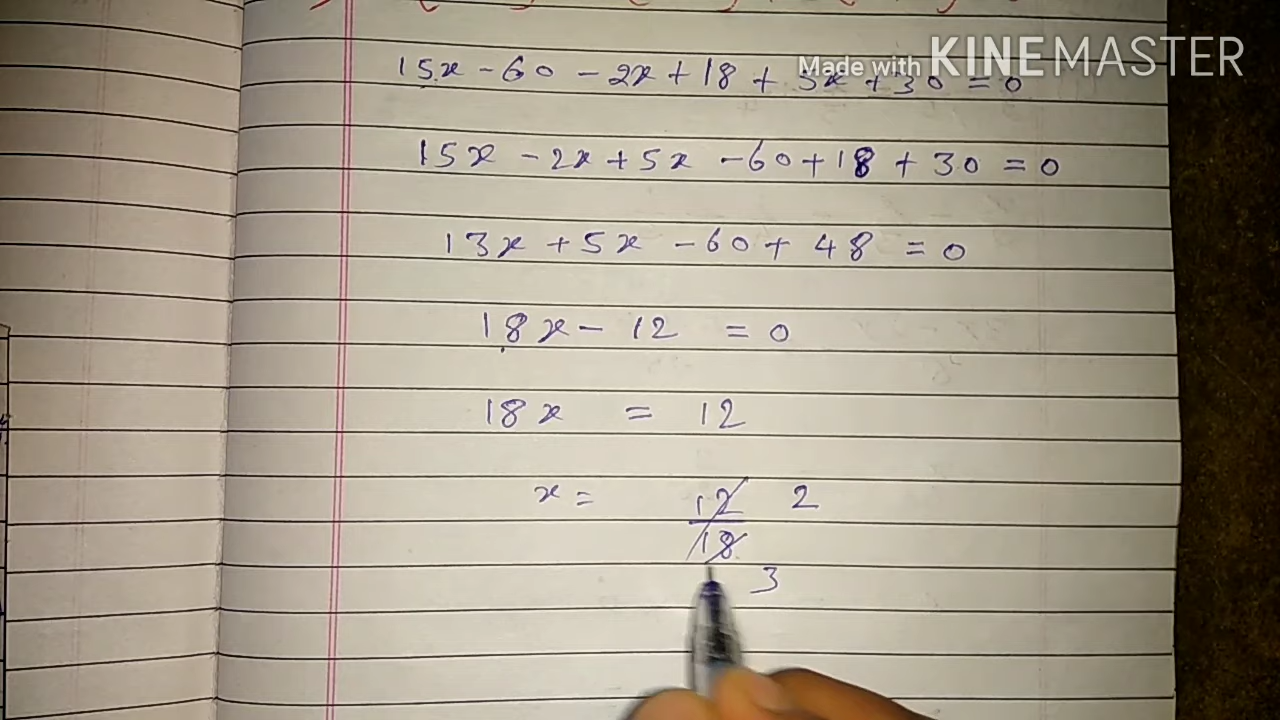 Made with KINEMASTER
15x - 60 - 2x + 18 + 5x + 30 = 0
15x - 2x + 5x - 60 + 18 + 30 = 0
13x + 5x - 60 + 48 = 0
18x - 12 = 0
18x = 12
x = 12/18 2
3